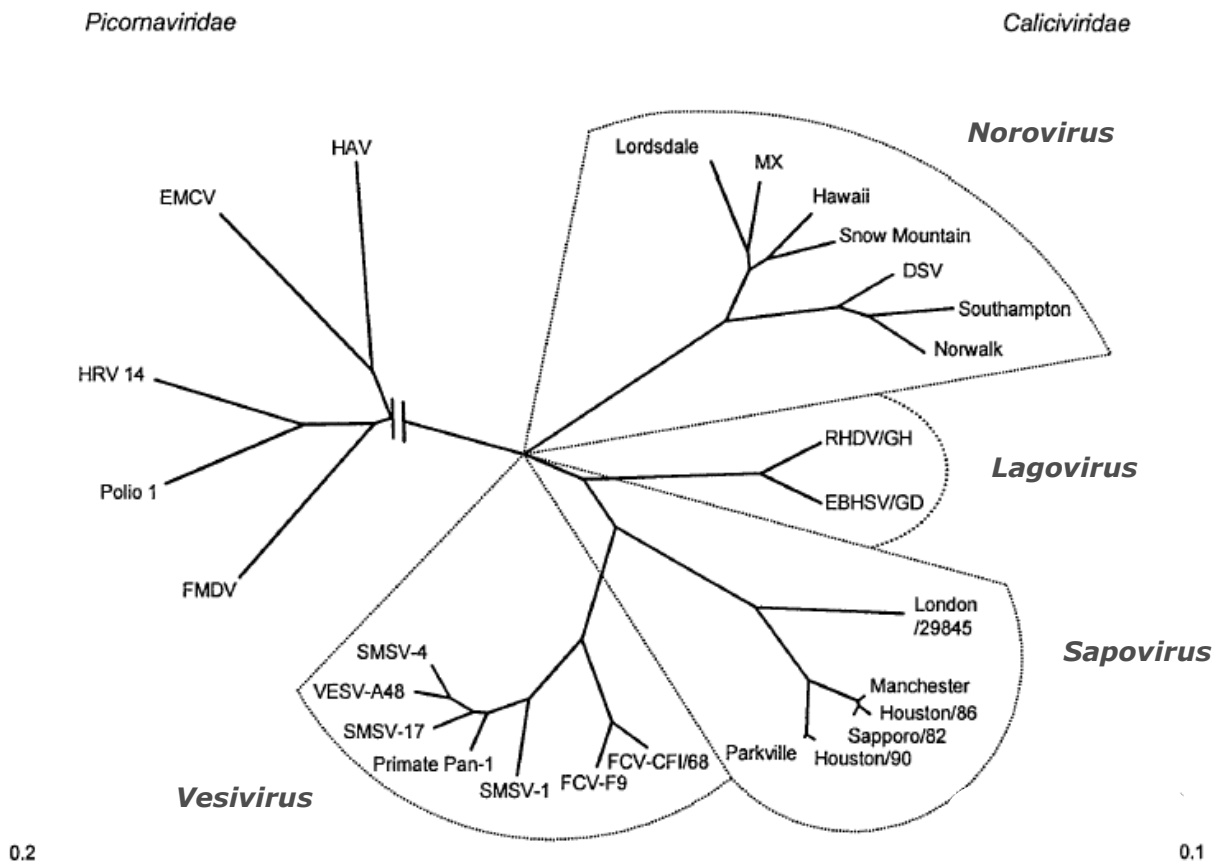 Picornaviridae
Caliciviridae
Norovirus
Lordsdale
MX
HAV
EMCV
Hawaii
Snow Mountain
DSV
Southampton
Norwalk
HRV 14
RHDV/GH
Lagovirus
Polio 1
EBHSV/GD
FMDV
London
/29845
Sapovirus
SMSV-4
VESV-A48
Manchester
Houston/86
SMSV-17
Sapporo/82
Primate Pan-1
Parkville
Houston/90
FCV-CFI/68
FCV-F9
SMSV-1
Vesivirus
0.2
0.1